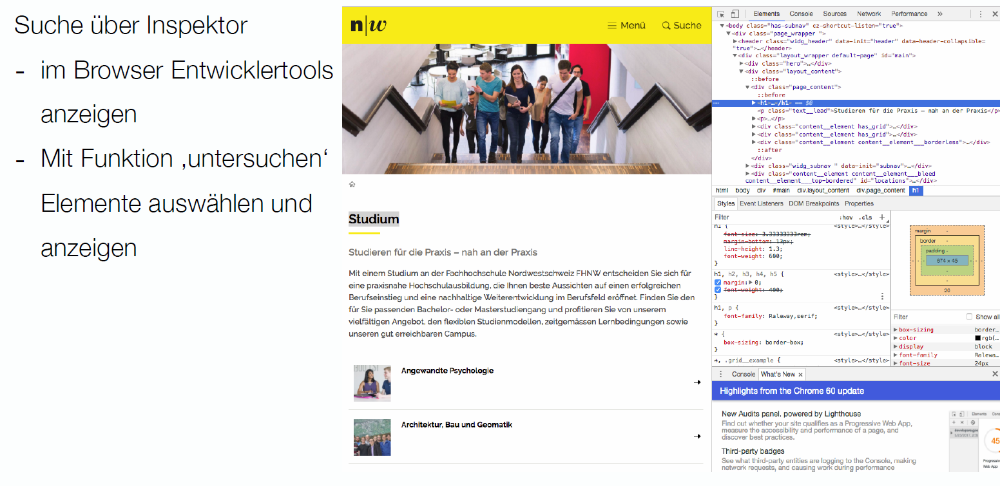 Suche über Inspektor
- im Browser Entwicklertools
anzeigen
- Mit Funktion ‚untersuchen‘
Elemente auswählen und
anzeigen
n|w
Menü
Suche
Studium
Studieren für die Praxis – nah an der Praxis
Mit einem Studium an der Fachhochschule Nordwestschweiz FHNW entscheiden Sie sich für
eine praxisnahe Hochschulausbildung, die Ihnen beste Aussichten auf einen erfolgreichen
Berufseinstieg und eine nachhaltige Weiterentwicklung im Berufsfeld eröffnet. Finden Sie den
für Sie passenden Bachelor- oder Masterstudiengang und profitieren Sie von unserem
vielfältigen Angebot, den flexiblen Studienmodellen, zeitgemässen Lernbedingungen sowie
unseren gut erreichbaren Campus.
Angewandte Psychologie
Architektur, Bau und Geomatik
Elements Console Sources Network Performance »
<body class="has-subnav" cz-shortcut-listen="true">
<div class="page_wrapper ">
<header class="widg_header" data-init="header" data-header-collapsible=
"true">…</header>
<div class="layout_wrapper default-page" id="main">
<div class="hero">…</div>
<div class="layout_content">
::before
<div class="page_content">
::before
<h1>…</h1> == $0
<p class="text__lead">Studieren für die Praxis – nah an der Praxis</p>
<p>…</p>
<div class="content__element has_grid">…</div>
<div class="content__element has_grid">…</div>
<div class="content__element content__element___borderless">…</div>
::after
</div>
<div class="widg_subnav " data-init="subnav">…</div>
<div class="content__element content__element___bleed
content__element___top-bordered" id="locations">…</div>
html body div #main div.layout_content div.page_content h1
Styles Event Listeners DOM Breakpoints Properties
Filter :hov .cls +
h1 { <style>…</style>
font-size: 3.33333333rem;
margin-bottom: 13px;
line-height: 1.3;
font-weight: 600;
}
h1, h2, h3, h4, h5 { <style>…</style>
margin: 0;
font-weight: 400;
}
h1, p { <style>…</style>
font-family: Raleway,serif;
}
* { <style>…</style>
box-sizing: border-box;
}
*, .grid__example { <style>…</style>
margin -
border -
padding -
674 × 45
-
-
20
Filter Show all
box-sizing border…
color rgb(…
display block
font-family Ralewa…
font-size 24px
Console What's New ×
Highlights from the Chrome 60 update
New Audits panel, powered by Lighthouse
Find out whether your site qualifies as a Progressive Web App,
measure the accessibility and performance of a page, and
discover best practices.
Third-party badges
See what third-party entities are logging to the Console, making
network requests, and causing work during performance
Elements
45
Progressive
Web App